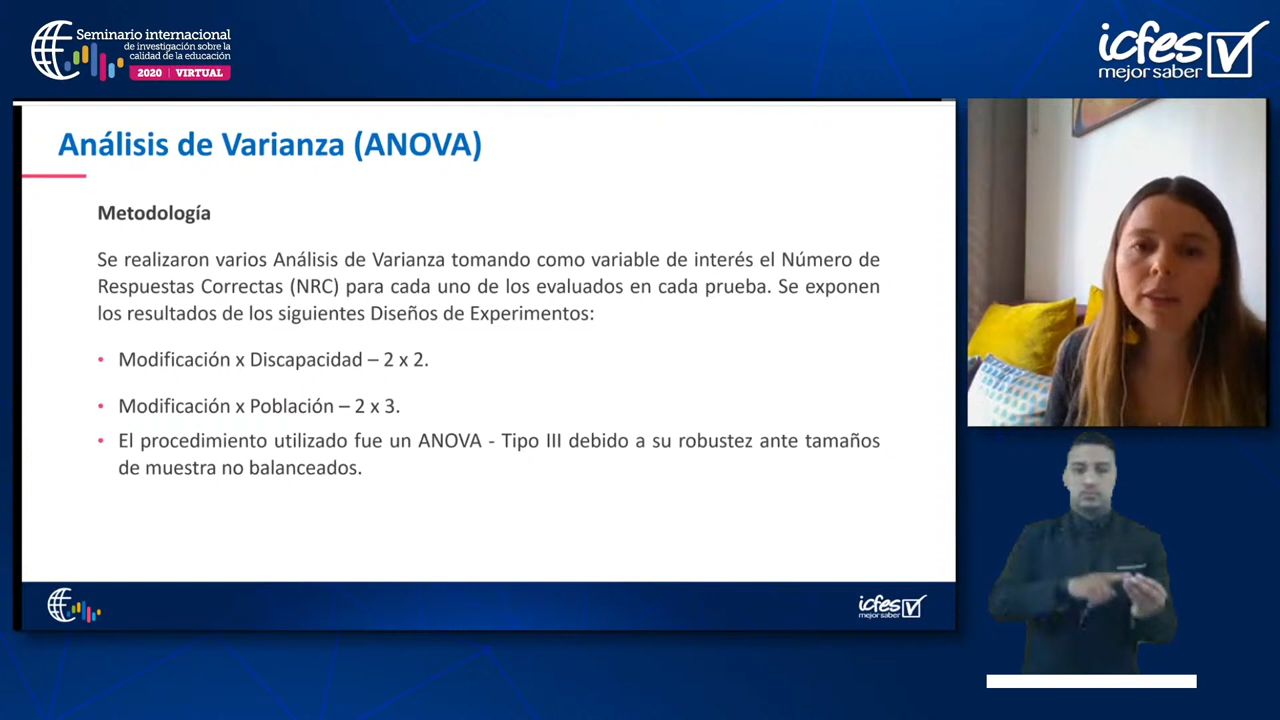 Seminario internacional
de investigación sobre la
calidad de la educación
2020 | VIRTUAL
icfes
mejor saber
Análisis de Varianza (ANOVA)
Metodología
Se realizaron varios Análisis de Varianza tomando como variable de interés el Número de
Respuestas Correctas (NRC) para cada uno de los evaluados en cada prueba. Se exponen
los resultados de los siguientes Diseños de Experimentos:
• Modificación x Discapacidad – 2 x 2.
• Modificación x Población – 2 x 3.
• El procedimiento utilizado fue un ANOVA - Tipo III debido a su robustez ante tamaños
de muestra no balanceados.
icfes
mejor saber